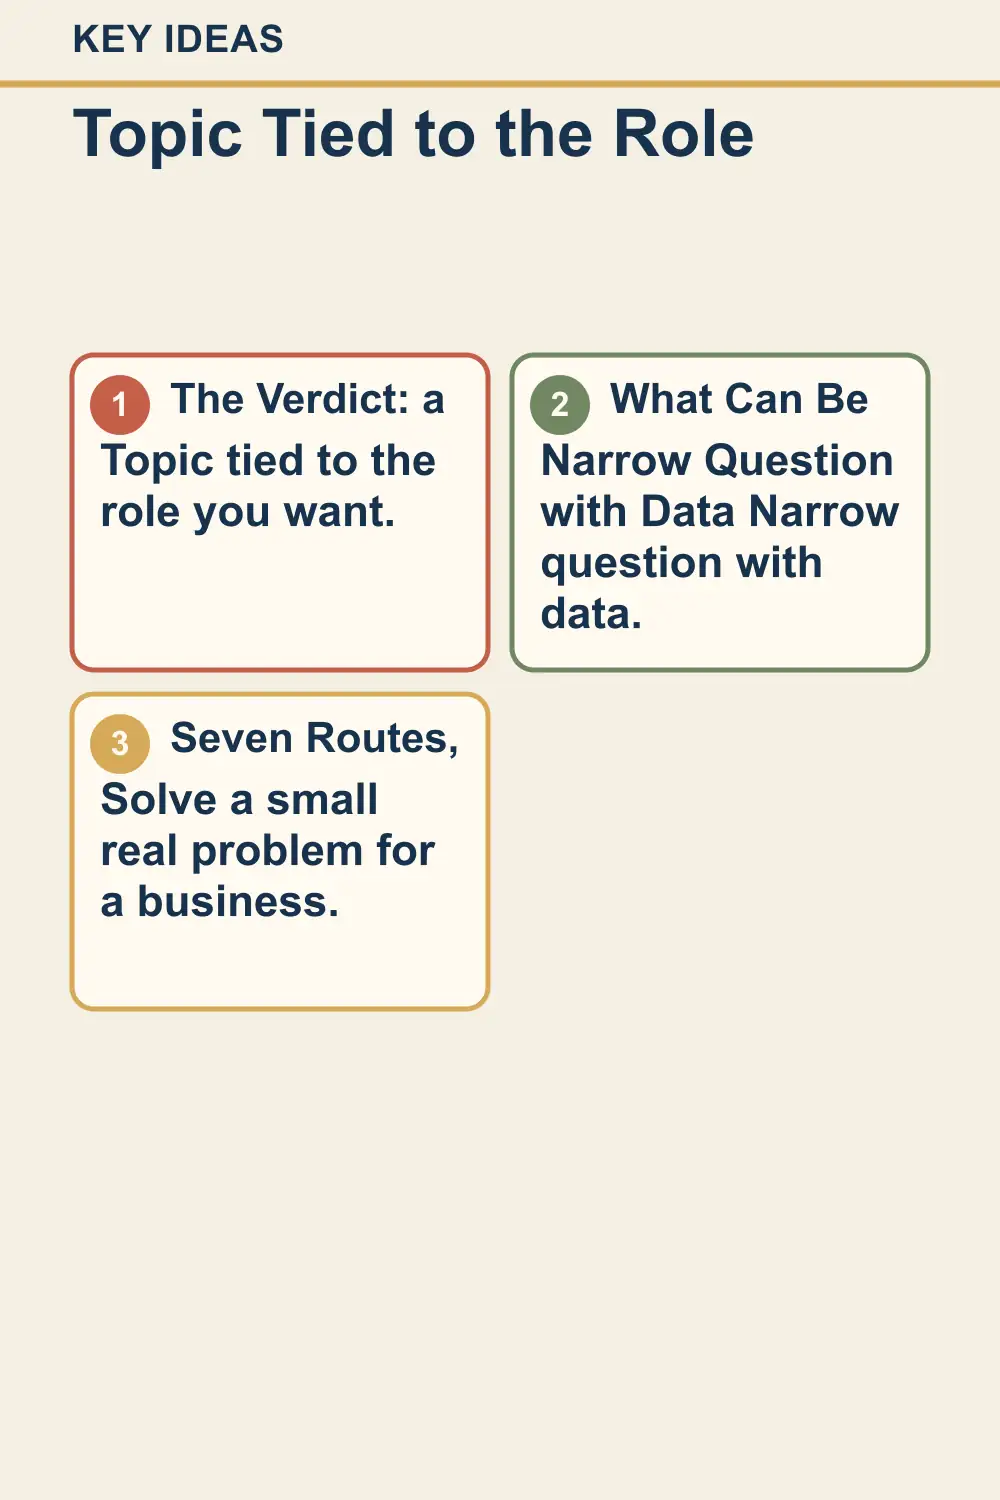 KEY IDEAS
Topic Tied to the Role
1 The Verdict: a
Topic tied to the
role you want.
2 What Can Be
Narrow Question
with Data Narrow
question with
data.
3 Seven Routes,
Solve a small
real problem for
a business.